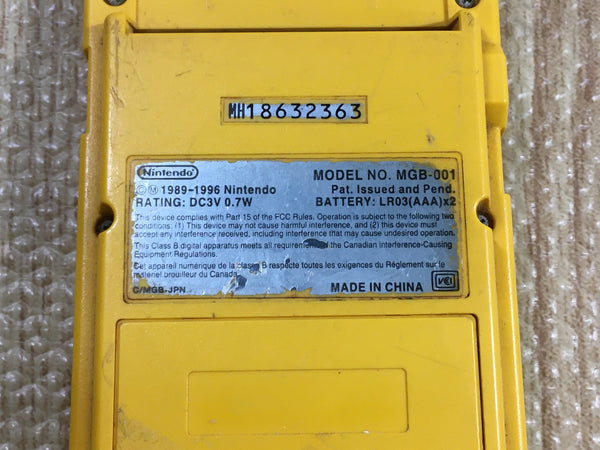 MH18632363
Nintendo
MODEL NO. MGB-001
©Ⓜ 1989-1996 Nintendo
Pat. Issued and Pend.
RATING: DC3V 0.7W
BATTERY: LR03(AAA)x2
This device complies with Part 15 of the FCC Rules. Operation is subject to the following two
conditions: (1) This device may not cause harmful interference, and (2) this device must
accept any interference received, including interference that may cause undesired operation.
This Class B digital apparatus meets all requirements of the Canadian Interference-Causing
Equipment Regulations.
Cet appareil numérique de la classe B respecte toutes les exigences du Réglement sur le
materiel brouilleur du Canada.
C/MGB-JPN
MADE IN CHINA